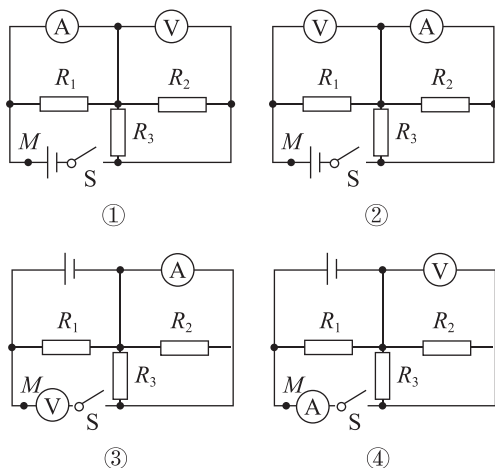 A V V A
R₁ R₂ R₁ R₂
M R₃ M R₃
S S
① ②
A V
R₁ R₂ R₁ R₂
M R₃ M R₃
V S A S
③ ④